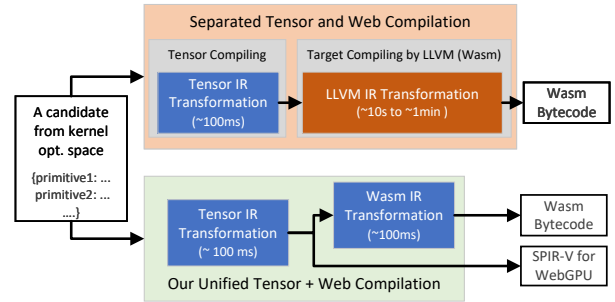 Separated Tensor and Web Compilation
Tensor Compiling
Target Compiling by LLVM (Wasm)
Tensor IR
Transformation
(~100ms)
LLVM IR Transformation
(~10s to ~1min )
Wasm
Bytecode
A candidate
from kernel
opt. space
{primitive1: ...
primitive2: ...
....}
Tensor IR
Transformation
(~ 100 ms)
Wasm IR
Transformation
(~100ms)
Wasm
Bytecode
SPIR-V for
WebGPU
Our Unified Tensor + Web Compilation